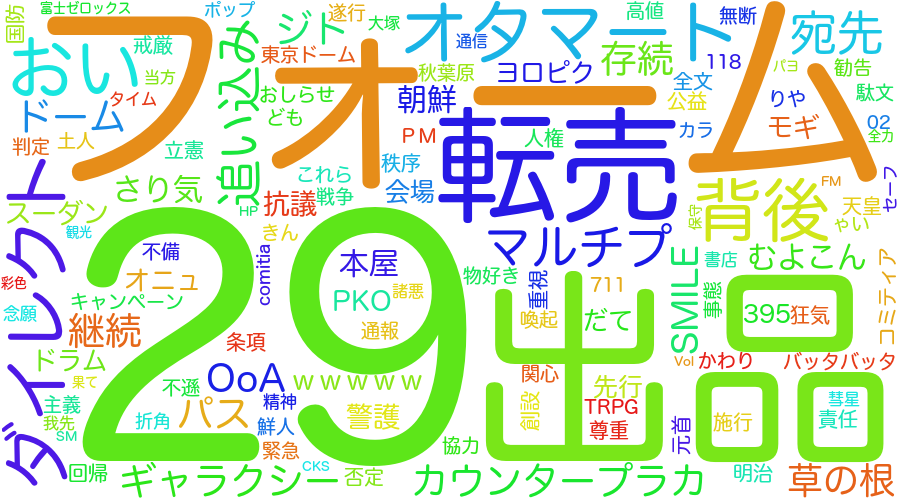 富士ゼロックス
ポップ
遂行
大塚
高値
無断
国防
戒厳
ジト
オタマート
宛先
フォーム
おい
追い込み
東京ドーム
通信
118
パヨ
当方
秋葉原
ヨロピク
存続
全文
勧告
タイム
おしらせ
朝鮮
公益
りや
駄文
ドーム
ども
転売
カラ
モギ
02
全力
判定
土人
立憲
PM
人権
秩序
これら
戦争
会場
背後
FM
セーフ
ダイレクト
さり気
抗議
保守
天皇
スーダン
HP
ゃい
観光
きん
マルチプ
29
不備
comitia
本屋
物好き
重視
SMILE
書店
むよこん
コミティア
彩色
オニュ
PKO
諸悪
711
事態
出品
念願
キャンペーン
継続
通報
喚起
だて
395
狂気
条項
ドラム
Vol
かわり
バッタバッタ
果て
不遜
OoA
wwwww
関心
先行
主義
精神
創設
TRPG
彗星
我先
パス
警護
尊重
元首
施行
責任
SM
折角
鮮人
緊急
協力
回帰
ギャラクシー
CKS
否定
カウンタープラカ
明治
草の根